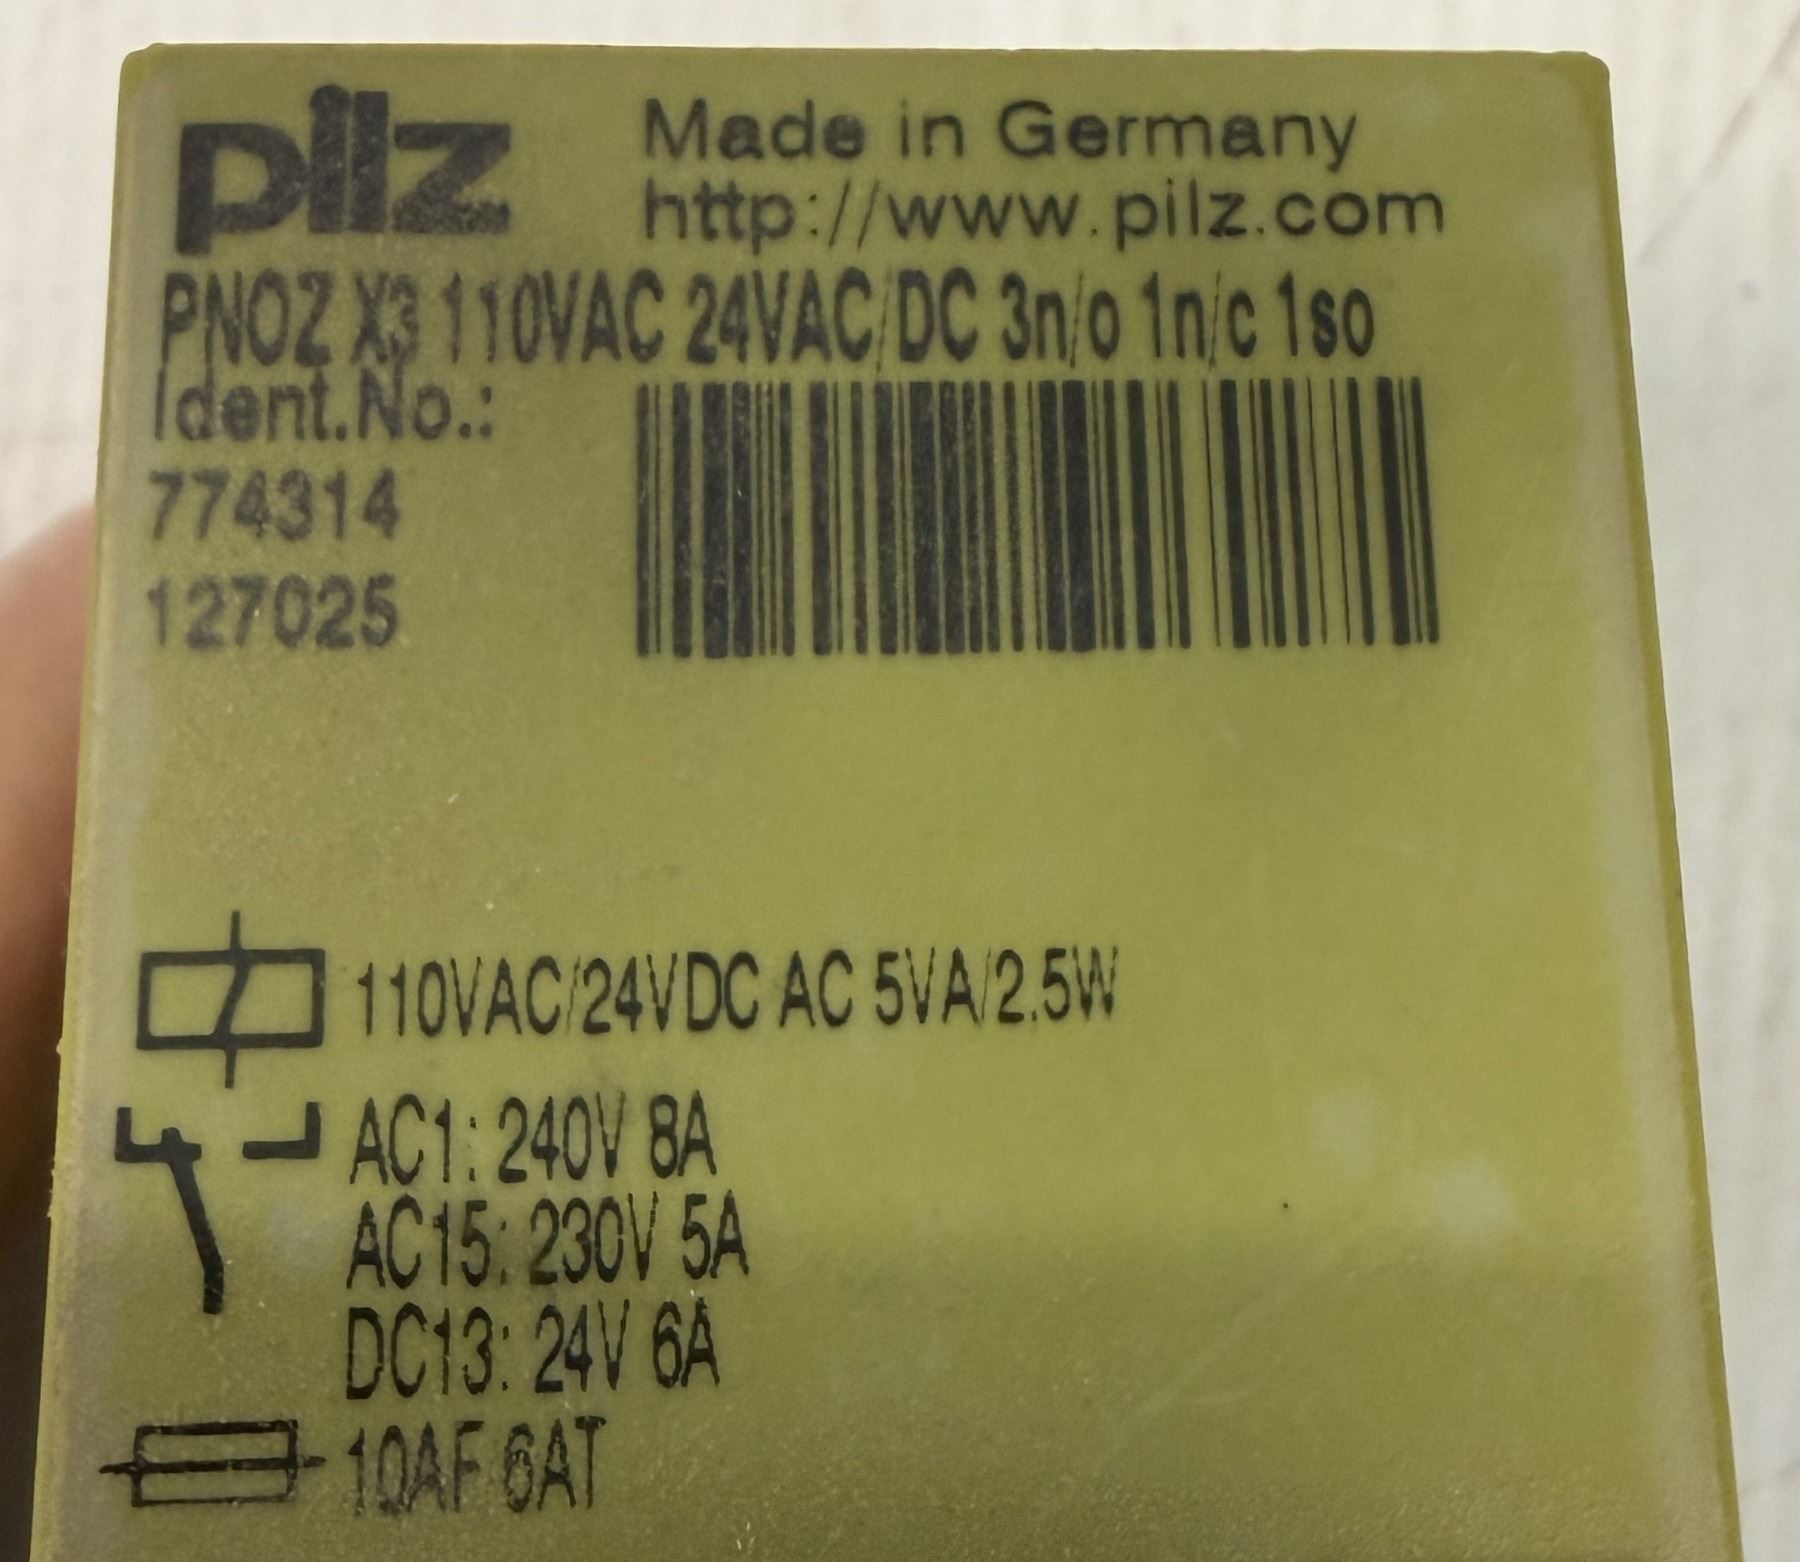 pilz
Made in Germany
http://www.pilz.com
PNOZ X3 110VAC 24VAC/DC 3n/o 1n/c 1so
Ident.No.:
774314
127025
110VAC/24VDC AC 5VA/2.5W
AC1: 240V 8A
AC15: 230V 5A
DC13: 24V 6A
10AF 6AT